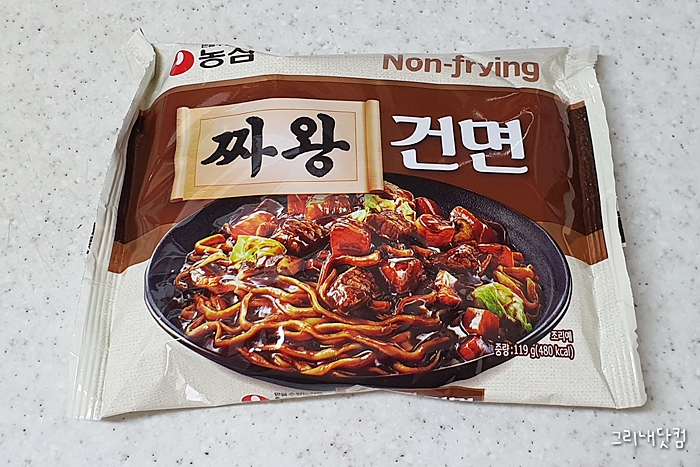 농심
Non-frying
짜왕
건면
조리예
중량:119 g(480 kcal)
그리내닷컴